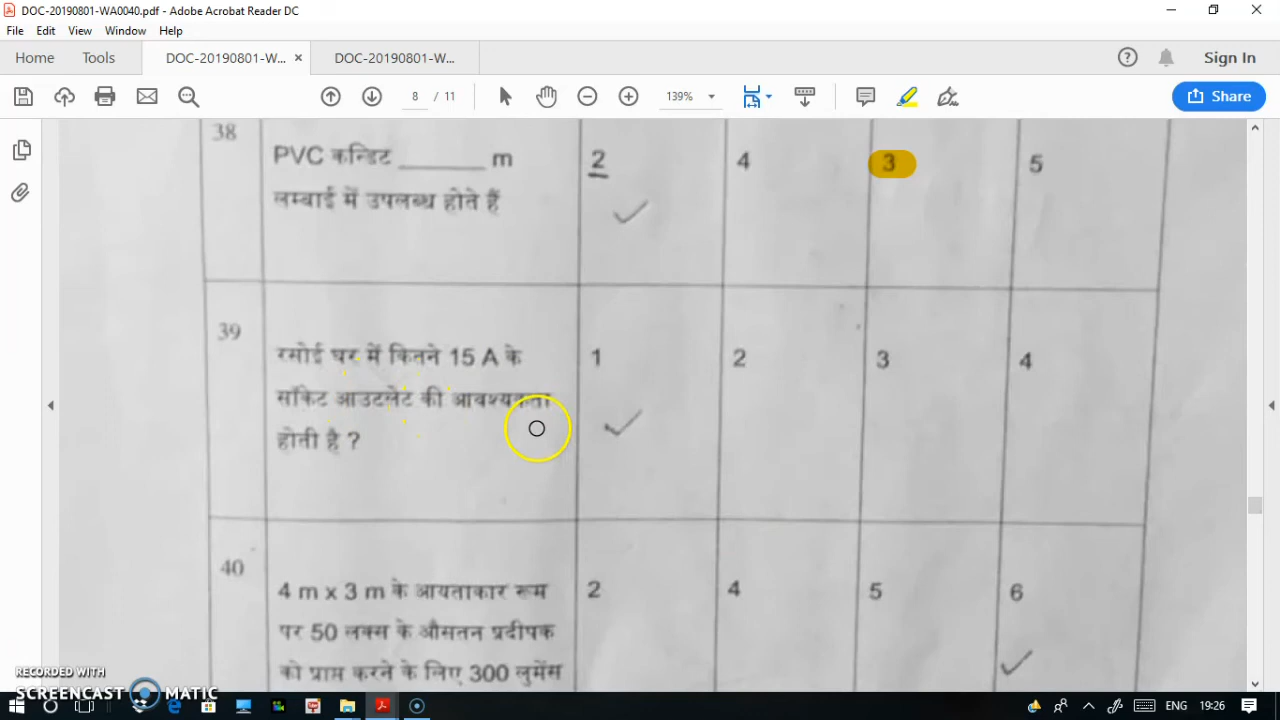 DOC-20190801-WA0040.pdf - Adobe Acrobat Reader DC
File Edit View Window Help
Home Tools DOC-20190801-W... × DOC-20190801-W... Sign In
8 / 11 139% Share
38 PVC कन्डिट ______ m 2 4 3 5
लम्बाई में उपलब्ध होते हैं
39 रसोई घर में कितने 15 A के 1 2 3 4
सॉकेट आउटलेट की आवश्यकता
होती है ?
40 4 m x 3 m के आयताकार रूम 2 4 5 6
पर 50 लक्स के औसतन प्रदीपक
को प्राप्त करने के लिए 300 लुमेंस
RECORDED WITH
SCREENCAST MATIC
ENG 19:26